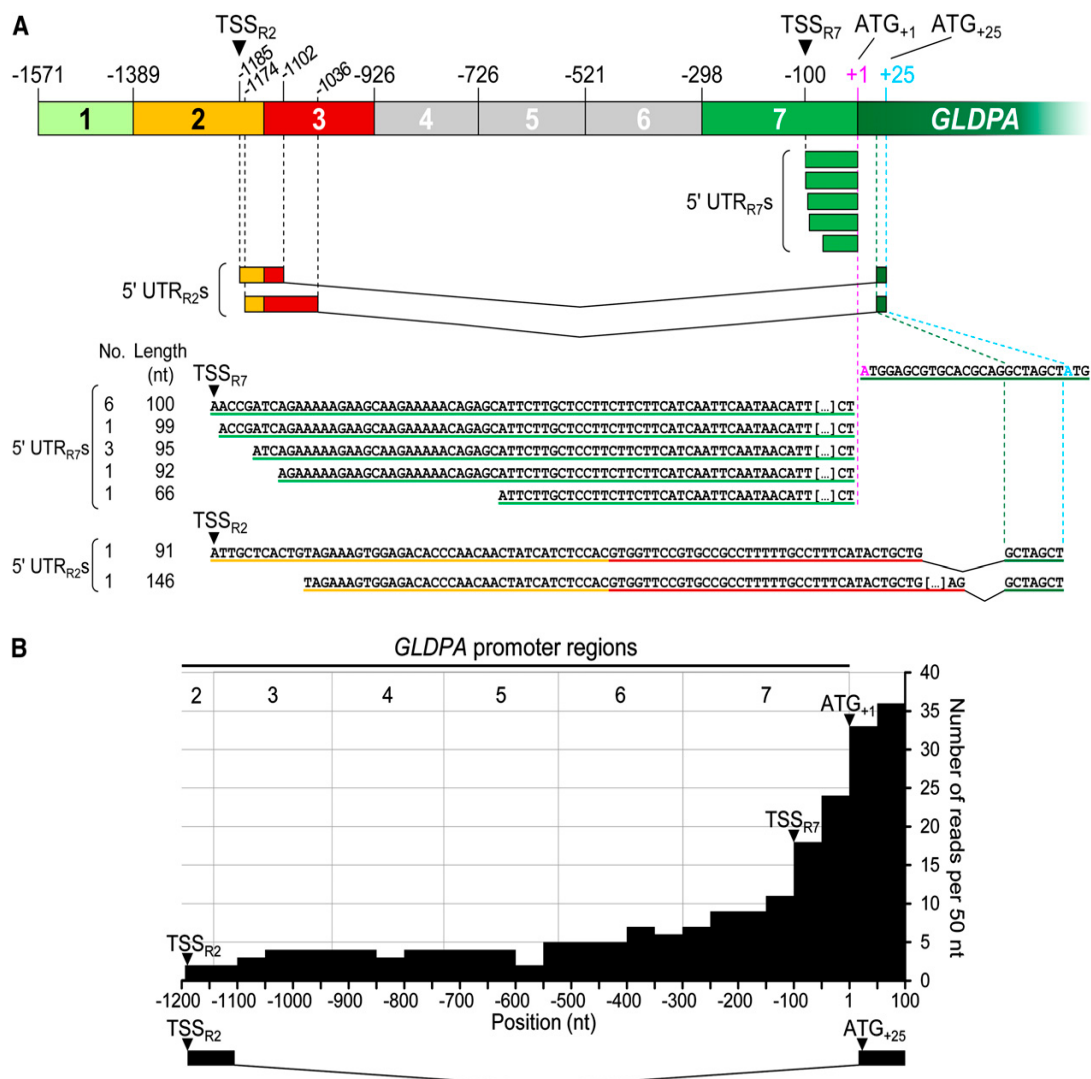 A
TSSR2
TSSR7
ATG+1
ATG+25
-1571
-1389
-1185
-1174
-1102
-1036
-926
-726
-521
-298
-100
+1
+25
1
2
3
4
5
6
7
GLDPA
5' UTRR7s
5' UTRR2s
No.
Length
(nt)
TSSR7
ATGGAGCGTGCACGCAGGCTAGCTATG
5' UTRR7s
6 100 AACCGATCAGAAAAAGAAGCAAGAAAAACAGAGCATTCTTGCTCCTTCTTCTTCATCAATTCAATAACATT[...]CT
1 99 ACCGATCAGAAAAAGAAGCAAGAAAAACAGAGCATTCTTGCTCCTTCTTCTTCATCAATTCAATAACATT[...]CT
3 95 ATCAGAAAAAGAAGCAAGAAAAACAGAGCATTCTTGCTCCTTCTTCTTCATCAATTCAATAACATT[...]CT
1 92 AGAAAAAGAAGCAAGAAAAACAGAGCATTCTTGCTCCTTCTTCTTCATCAATTCAATAACATT[...]CT
1 66 ATTCTTGCTCCTTCTTCTTCATCAATTCAATAACATT[...]CT
TSSR2
5' UTRR2s
1 91 ATTGCTCACTGTAGAAAGTGGAGACACCCAACAACTATCATCTCCACGTGGTTCCGTGCCGCCTTTTTGCCTTTCATACTGCTG GCTAGCT
1 146 TAGAAAGTGGAGACACCCAACAACTATCATCTCCACGTGGTTCCGTGCCGCCTTTTTGCCTTTCATACTGCTG[...]AG GCTAGCT
B
GLDPA promoter regions
2
3
4
5
6
7
ATG+1
TSSR7
TSSR2
40
35
30
25
20
15
10
5
0
Number of reads per 50 nt
-1200 -1100 -1000 -900 -800 -700 -600 -500 -400 -300 -200 -100 1 100
Position (nt)
TSSR2
ATG+25